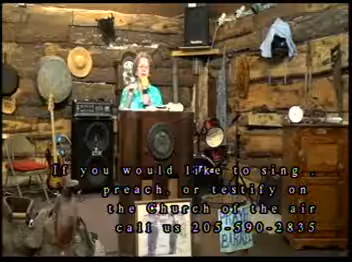 If you would like to sing.
preach, or testify on
the Church of the air
call us 205-590-2835